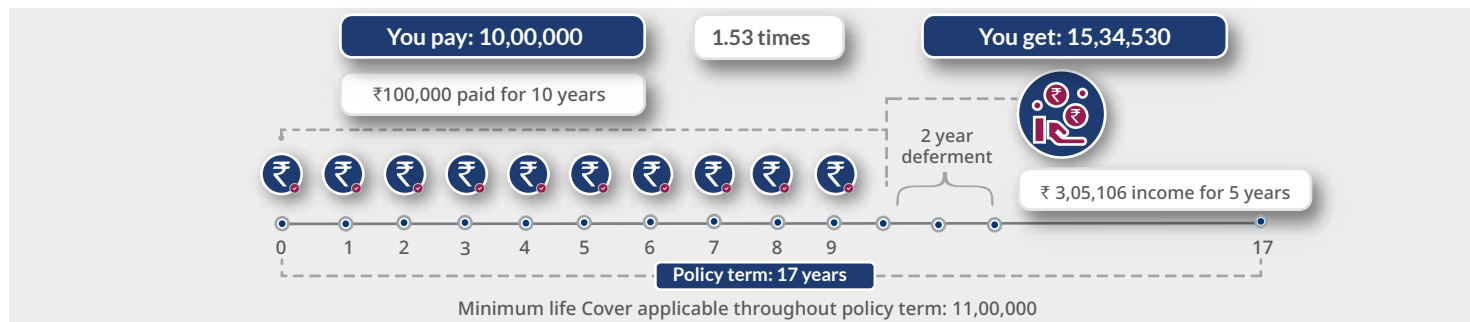 You pay: 10,00,000
1.53 times
You get: 15,34,530
₹100,000 paid for 10 years
2 year
deferment
₹ 3,05,106 income for 5 years
0 1 2 3 4 5 6 7 8 9 17
Policy term: 17 years
Minimum life Cover applicable throughout policy term: 11,00,000